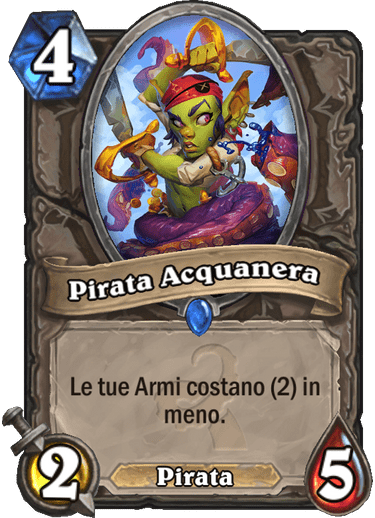 4
Pirata Acquanera
Le tue Armi costano (2) in
meno.
2
Pirata
5